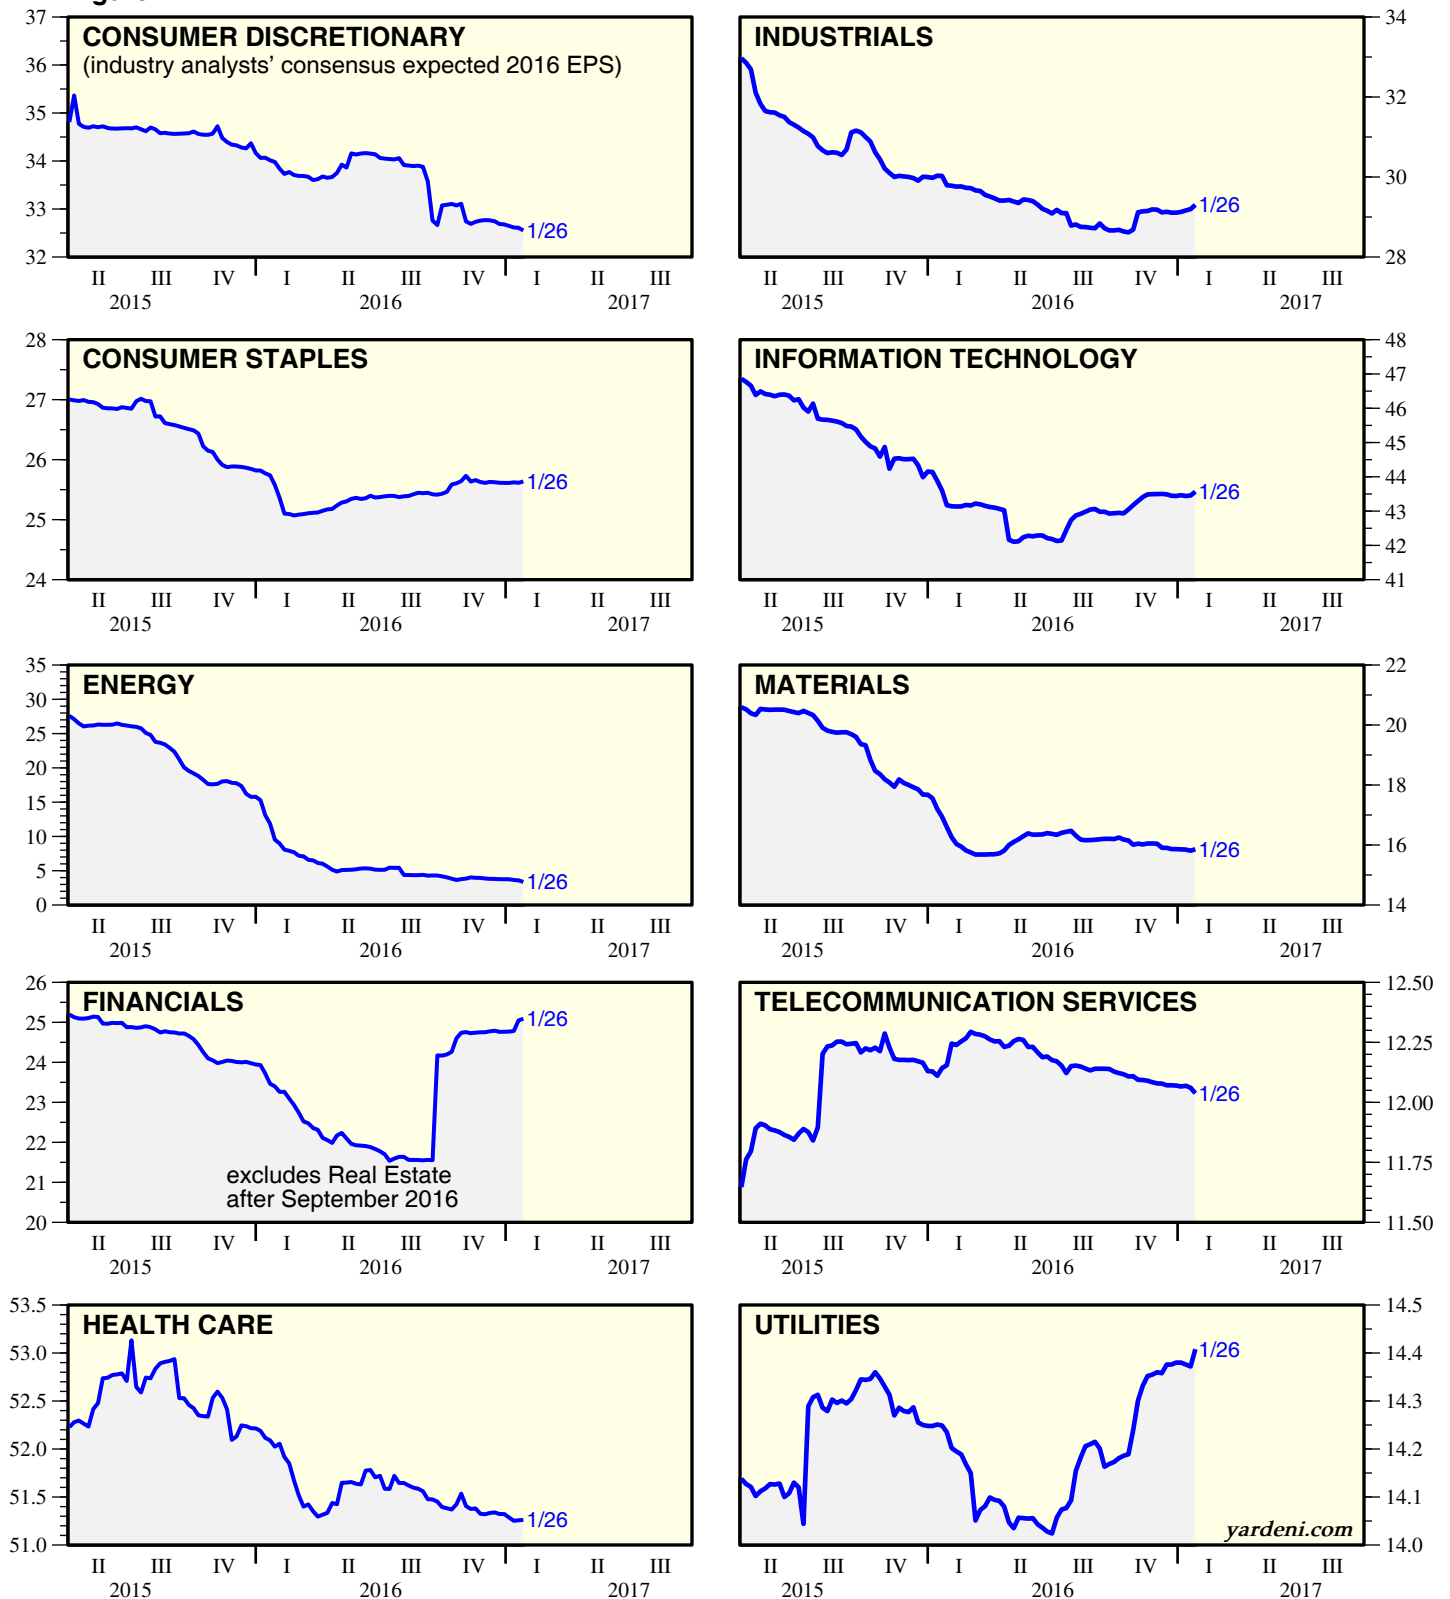 CONSUMER DISCRETIONARY
(industry analysts' consensus expected 2016 EPS)
37
36
35
34
33
32
1/26
II III IV I II III IV I II III
2015 2016 2017
INDUSTRIALS
34
32
30
28
1/26
II III IV I II III IV I II III
2015 2016 2017
CONSUMER STAPLES
28
27
26
25
24
1/26
II III IV I II III IV I II III
2015 2016 2017
INFORMATION TECHNOLOGY
48
47
46
45
44
43
42
41
1/26
II III IV I II III IV I II III
2015 2016 2017
ENERGY
35
30
25
20
15
10
5
0
1/26
II III IV I II III IV I II III
2015 2016 2017
MATERIALS
22
20
18
16
14
1/26
II III IV I II III IV I II III
2015 2016 2017
FINANCIALS
26
25
24
23
22
21
20
1/26
excludes Real Estate
after September 2016
II III IV I II III IV I II III
2015 2016 2017
TELECOMMUNICATION SERVICES
12.50
12.25
12.00
11.75
11.50
1/26
II III IV I II III IV I II III
2015 2016 2017
HEALTH CARE
53.5
53.0
52.5
52.0
51.5
51.0
1/26
II III IV I II III IV I II III
2015 2016 2017
UTILITIES
14.5
14.4
14.3
14.2
14.1
14.0
1/26
yardeni.com
II III IV I II III IV I II III
2015 2016 2017